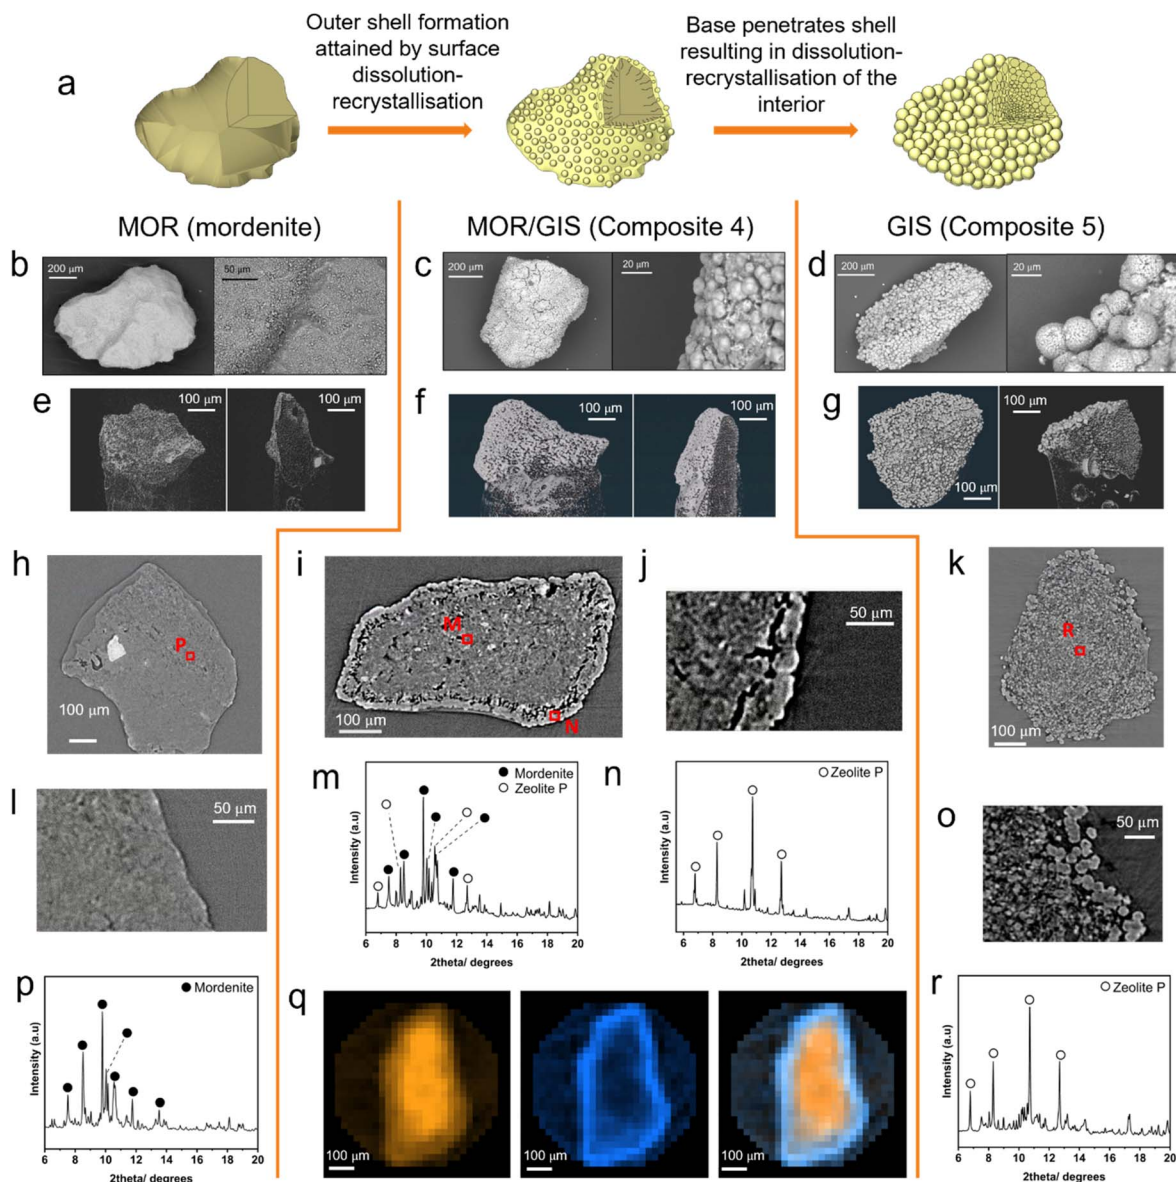 Outer shell formation
attained by surface
dissolution-
recrystallisation
Base penetrates shell
resulting in dissolution-
recrystallisation of the
interior
a
MOR (mordenite)
MOR/GIS (Composite 4)
GIS (Composite 5)
b
200 μm
50 μm
c
200 μm
20 μm
d
200 μm
20 μm
e
100 μm
100 μm
f
100 μm
100 μm
g
100 μm
100 μm
h
P
100 μm
i
M
N
100 μm
j
50 μm
k
R
100 μm
l
50 μm
m
Mordenite
Zeolite P
Intensity (a.u)
6 8 10 12 14 16 18 20
2theta/ degrees
n
Zeolite P
Intensity (a.u)
6 8 10 12 14 16 18 20
2theta/ degrees
o
50 μm
p
Mordenite
Intensity (a.u)
6 8 10 12 14 16 18 20
2theta/ degrees
q
100 μm
100 μm
100 μm
r
Zeolite P
Intensity (a.u)
6 8 10 12 14 16 18 20
2theta/ degrees